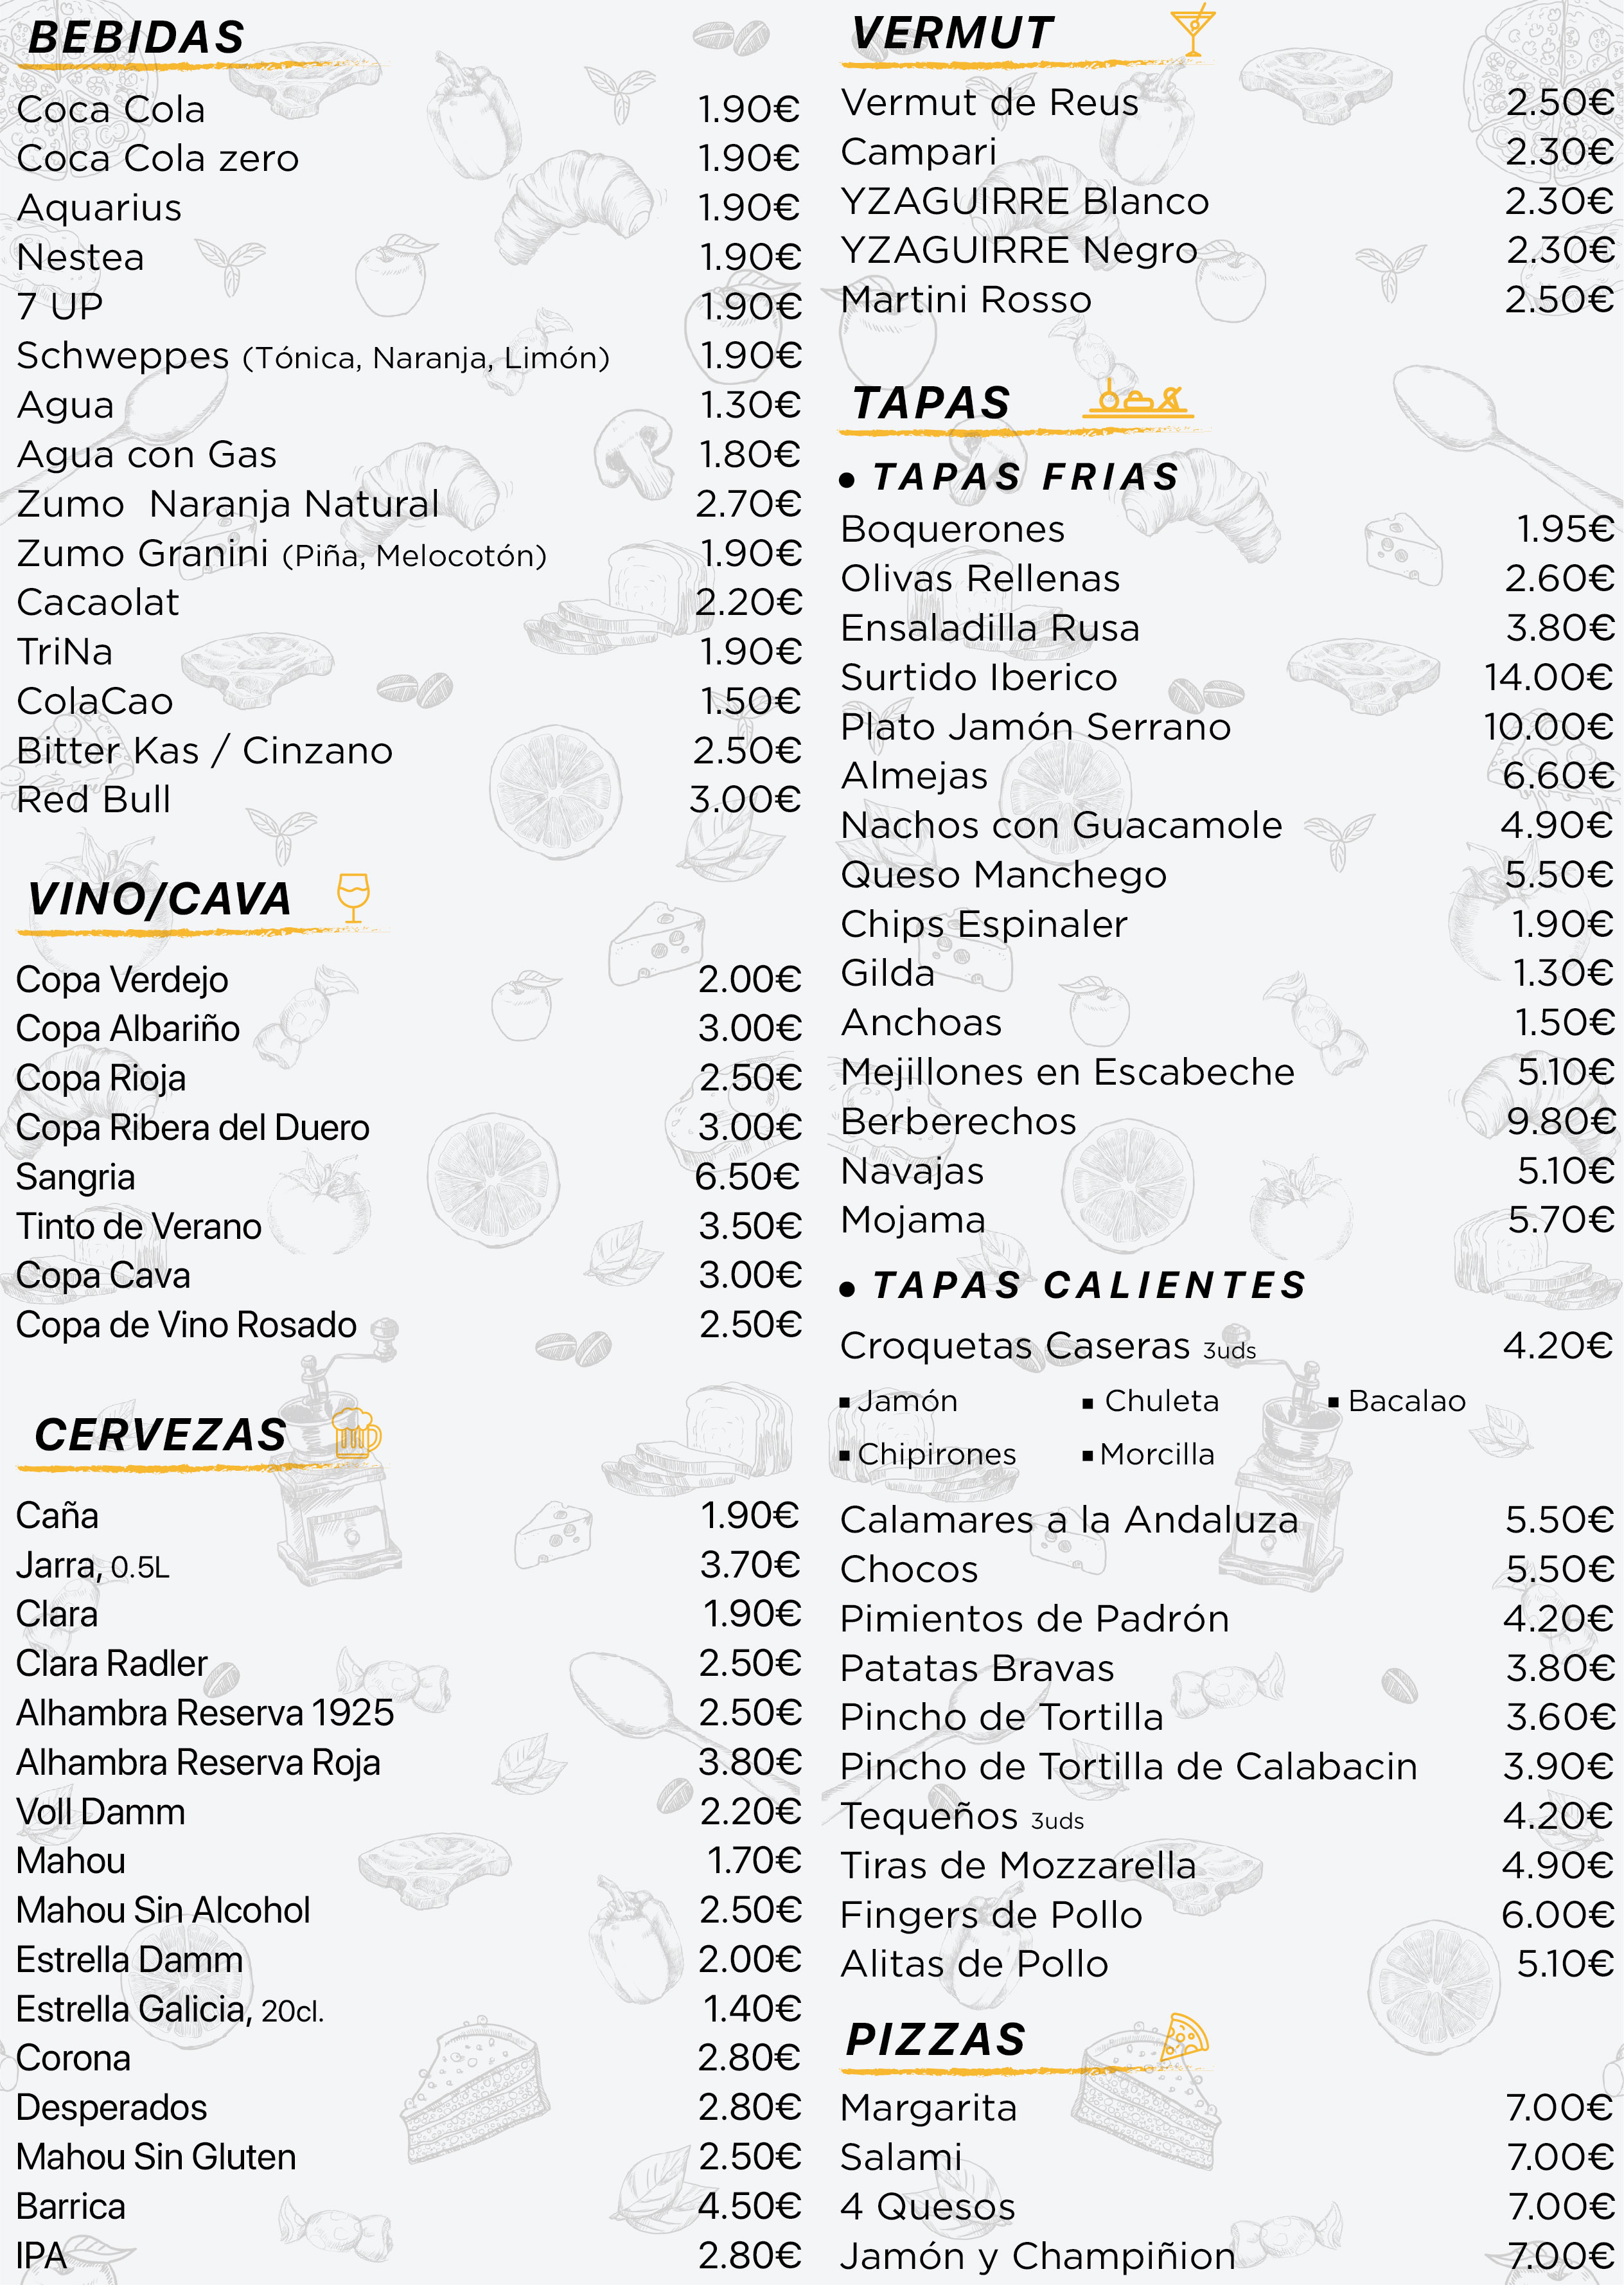 BEBIDAS
Coca Cola 1.90€
Coca Cola zero 1.90€
Aquarius 1.90€
Nestea 1.90€
7 UP 1.90€
Schweppes (Tónica, Naranja, Limón) 1.90€
Agua 1.30€
Agua con Gas 1.80€
Zumo Naranja Natural 2.70€
Zumo Granini (Piña, Melocotón) 1.90€
Cacaolat 2.20€
TriNa 1.90€
ColaCao 1.50€
Bitter Kas / Cinzano 2.50€
Red Bull 3.00€
VINO/CAVA
Copa Verdejo 2.00€
Copa Albariño 3.00€
Copa Rioja 2.50€
Copa Ribera del Duero 3.00€
Sangria 6.50€
Tinto de Verano 3.50€
Copa Cava 3.00€
Copa de Vino Rosado 2.50€
CERVEZAS
Caña 1.90€
Jarra, 0.5L 3.70€
Clara 1.90€
Clara Radler 2.50€
Alhambra Reserva 1925 2.50€
Alhambra Reserva Roja 3.80€
Voll Damm 2.20€
Mahou 1.70€
Mahou Sin Alcohol 2.50€
Estrella Damm 2.00€
Estrella Galicia, 20cl. 1.40€
Corona 2.80€
Desperados 2.80€
Mahou Sin Gluten 2.50€
Barrica 4.50€
IPA 2.80€
VERMUT
Vermut de Reus 2.50€
Campari 2.30€
YZAGUIRRE Blanco 2.30€
YZAGUIRRE Negro 2.30€
Martini Rosso 2.50€
TAPAS
• TAPAS FRIAS
Boquerones 1.95€
Olivas Rellenas 2.60€
Ensaladilla Rusa 3.80€
Surtido Iberico 14.00€
Plato Jamón Serrano 10.00€
Almejas 6.60€
Nachos con Guacamole 4.90€
Queso Manchego 5.50€
Chips Espinaler 1.90€
Gilda 1.30€
Anchoas 1.50€
Mejillones en Escabeche 5.10€
Berberechos 9.80€
Navajas 5.10€
Mojama 5.70€
• TAPAS CALIENTES
Croquetas Caseras 3uds 4.20€
▪ Jamón ▪ Chuleta ▪ Bacalao
▪ Chipirones ▪ Morcilla
Calamares a la Andaluza 5.50€
Chocos 5.50€
Pimientos de Padrón 4.20€
Patatas Bravas 3.80€
Pincho de Tortilla 3.60€
Pincho de Tortilla de Calabacin 3.90€
Tequeños 3uds 4.20€
Tiras de Mozzarella 4.90€
Fingers de Pollo 6.00€
Alitas de Pollo 5.10€
PIZZAS
Margarita 7.00€
Salami 7.00€
4 Quesos 7.00€
Jamón y Champiñion 7.00€